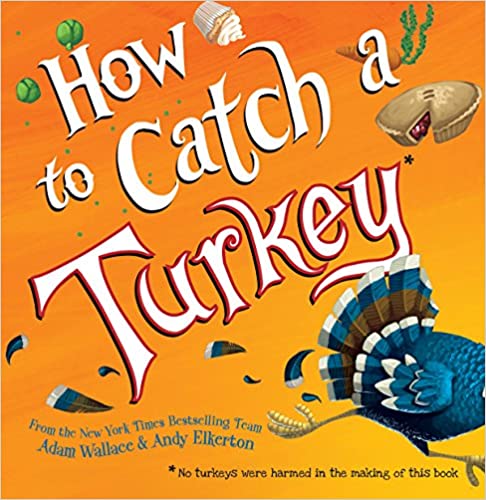 How
to Catch a
Turkey*
From the New York Times Bestselling Team
Adam Wallace & Andy Elkerton
*No turkeys were harmed in the making of this book